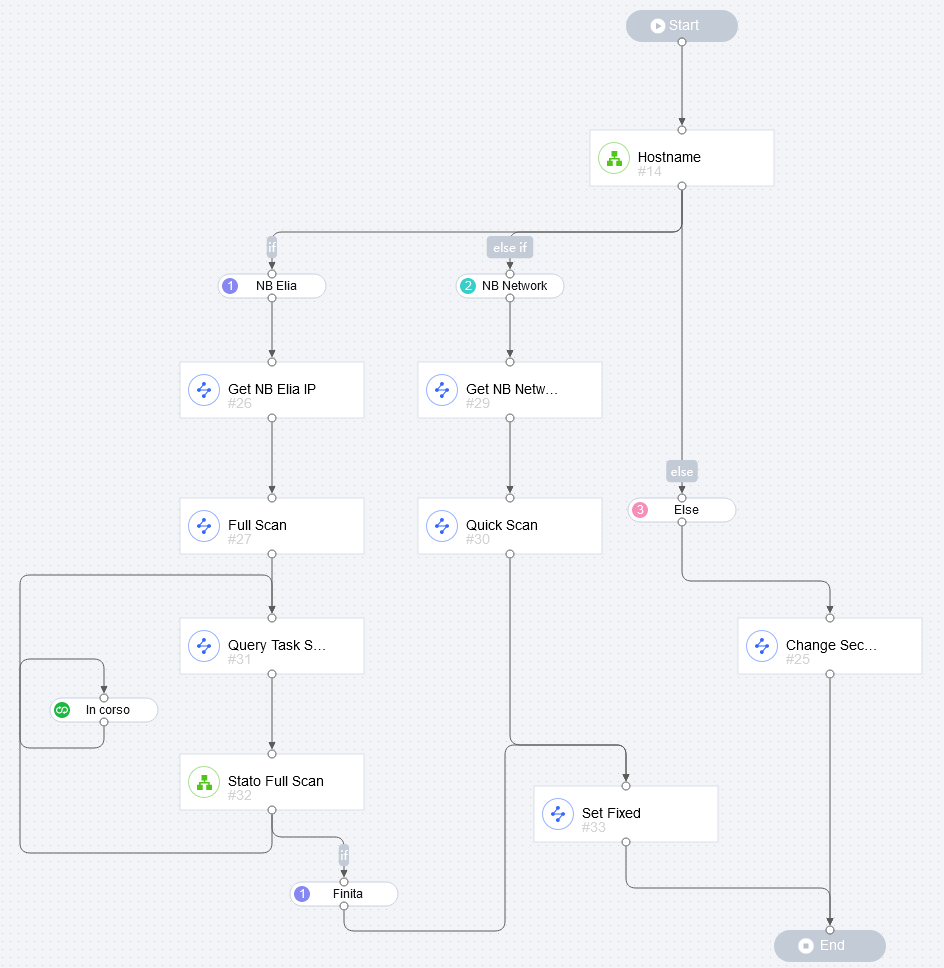 Start
Hostname
#14
if
else if
1 NB Elia
2 NB Network
Get NB Elia IP
#26
Get NB Netw…
#29
else
3 Else
Full Scan
#27
Quick Scan
#30
Query Task S…
#31
Change Sec…
#25
In corso
Stato Full Scan
#32
Set Fixed
#33
if
1 Finita
End